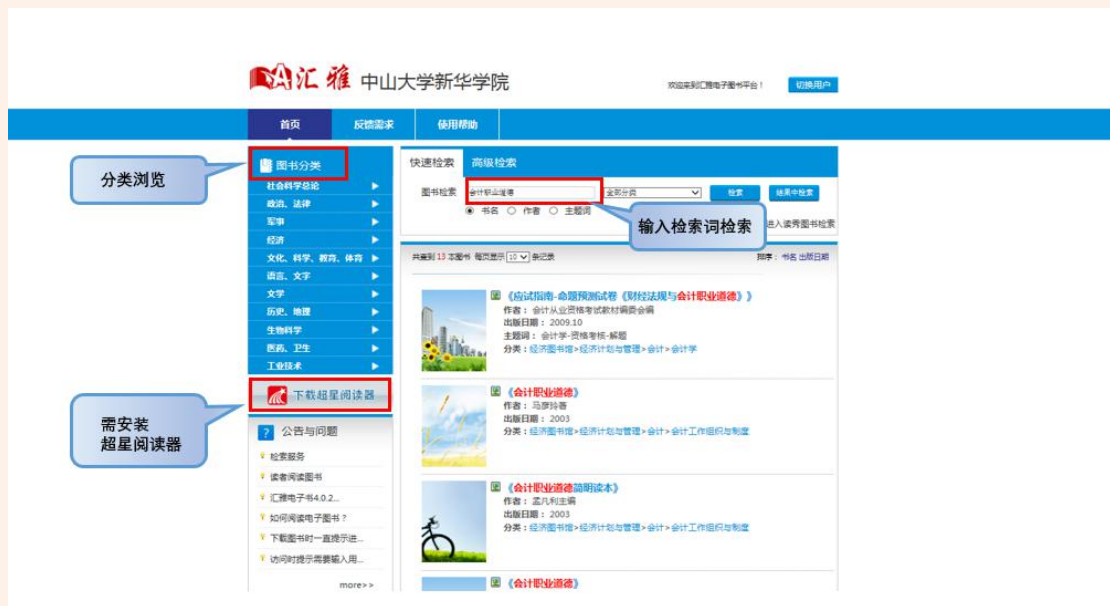 汇雅 中山大学新华学院
欢迎来到汇雅电子图书平台！ 切换用户
首页 反馈需求 使用帮助
分类浏览
图书分类
社会科学总论
政治、法律
军事
经济
文化、科学、教育、体育
语言、文字
文学
历史、地理
生物科学
医药、卫生
工业技术
下载超星阅读器
需安装
超星阅读器
公告与问题
检索服务
读者阅读图书
汇雅电子书4.0.2...
如何阅读电子图书？
下载图书时一直提示进...
访问时提示需要输入用...
more>>
快速检索 高级检索
图书检索 会计职业道德 全部分类 检索 结果中检索
书名 作者 主题词
输入检索词检索
进入读秀图书检索
共查到 13 本图书 每页显示 10 条记录 排序： 书名 出版日期
《应试指南-命题预测试卷《财经法规与会计职业道德》》
作者： 会计从业资格考试教材编委会编
出版日期： 2009.10
主题词： 会计学-资格考核-解题
分类：经济图书馆>经济计划与管理>会计>会计学
《会计职业道德》
作者： 马彦玲著
出版日期： 2003
分类：经济图书馆>经济计划与管理>会计>会计工作组织与制度
《会计职业道德简明读本》
作者： 孟凡利主编
出版日期： 2003
分类：经济图书馆>经济计划与管理>会计>会计工作组织与制度
《会计职业道德》